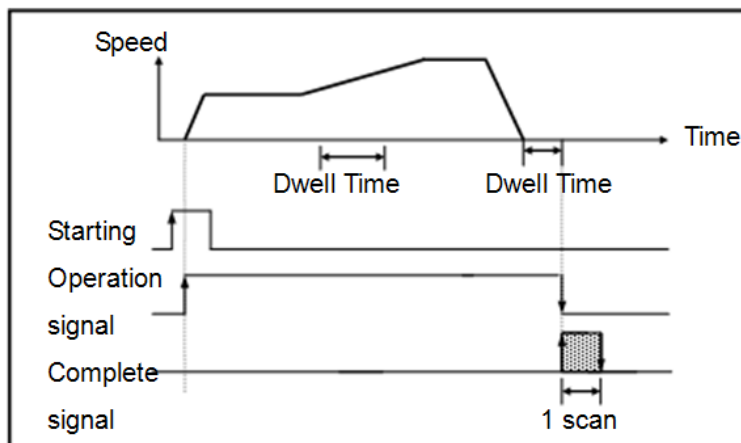 Speed
Time
Dwell Time
Dwell Time
Starting
Operation
signal
Complete
signal
1 scan